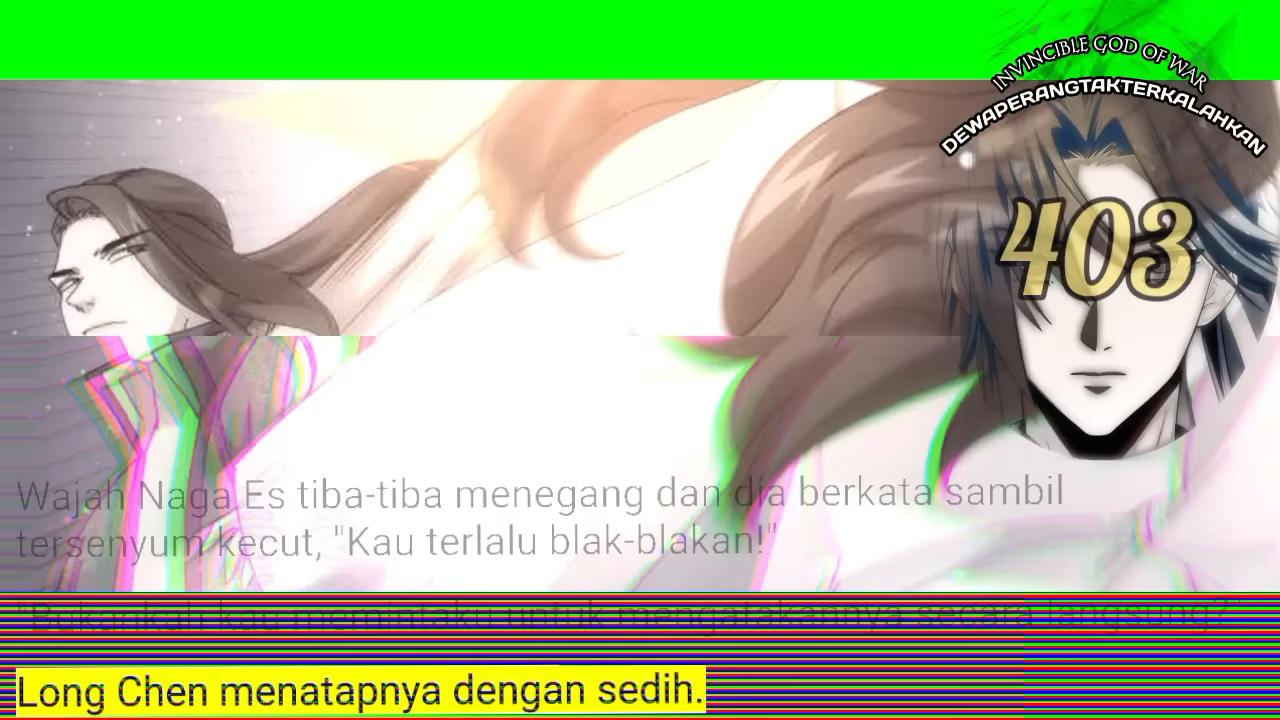 INVINCIBLE GOD OF WAR
DEWAPERANGTAKTERKALAHKAN
403
Wajah Naga Es tiba-tiba menegang dan dia berkata sambil
tersenyum kecut, "Kau terlalu blak-blakan!"
"Bukankah kau memintaku untuk mengatakannya secara langsung?"
Long Chen menatapnya dengan sedih.